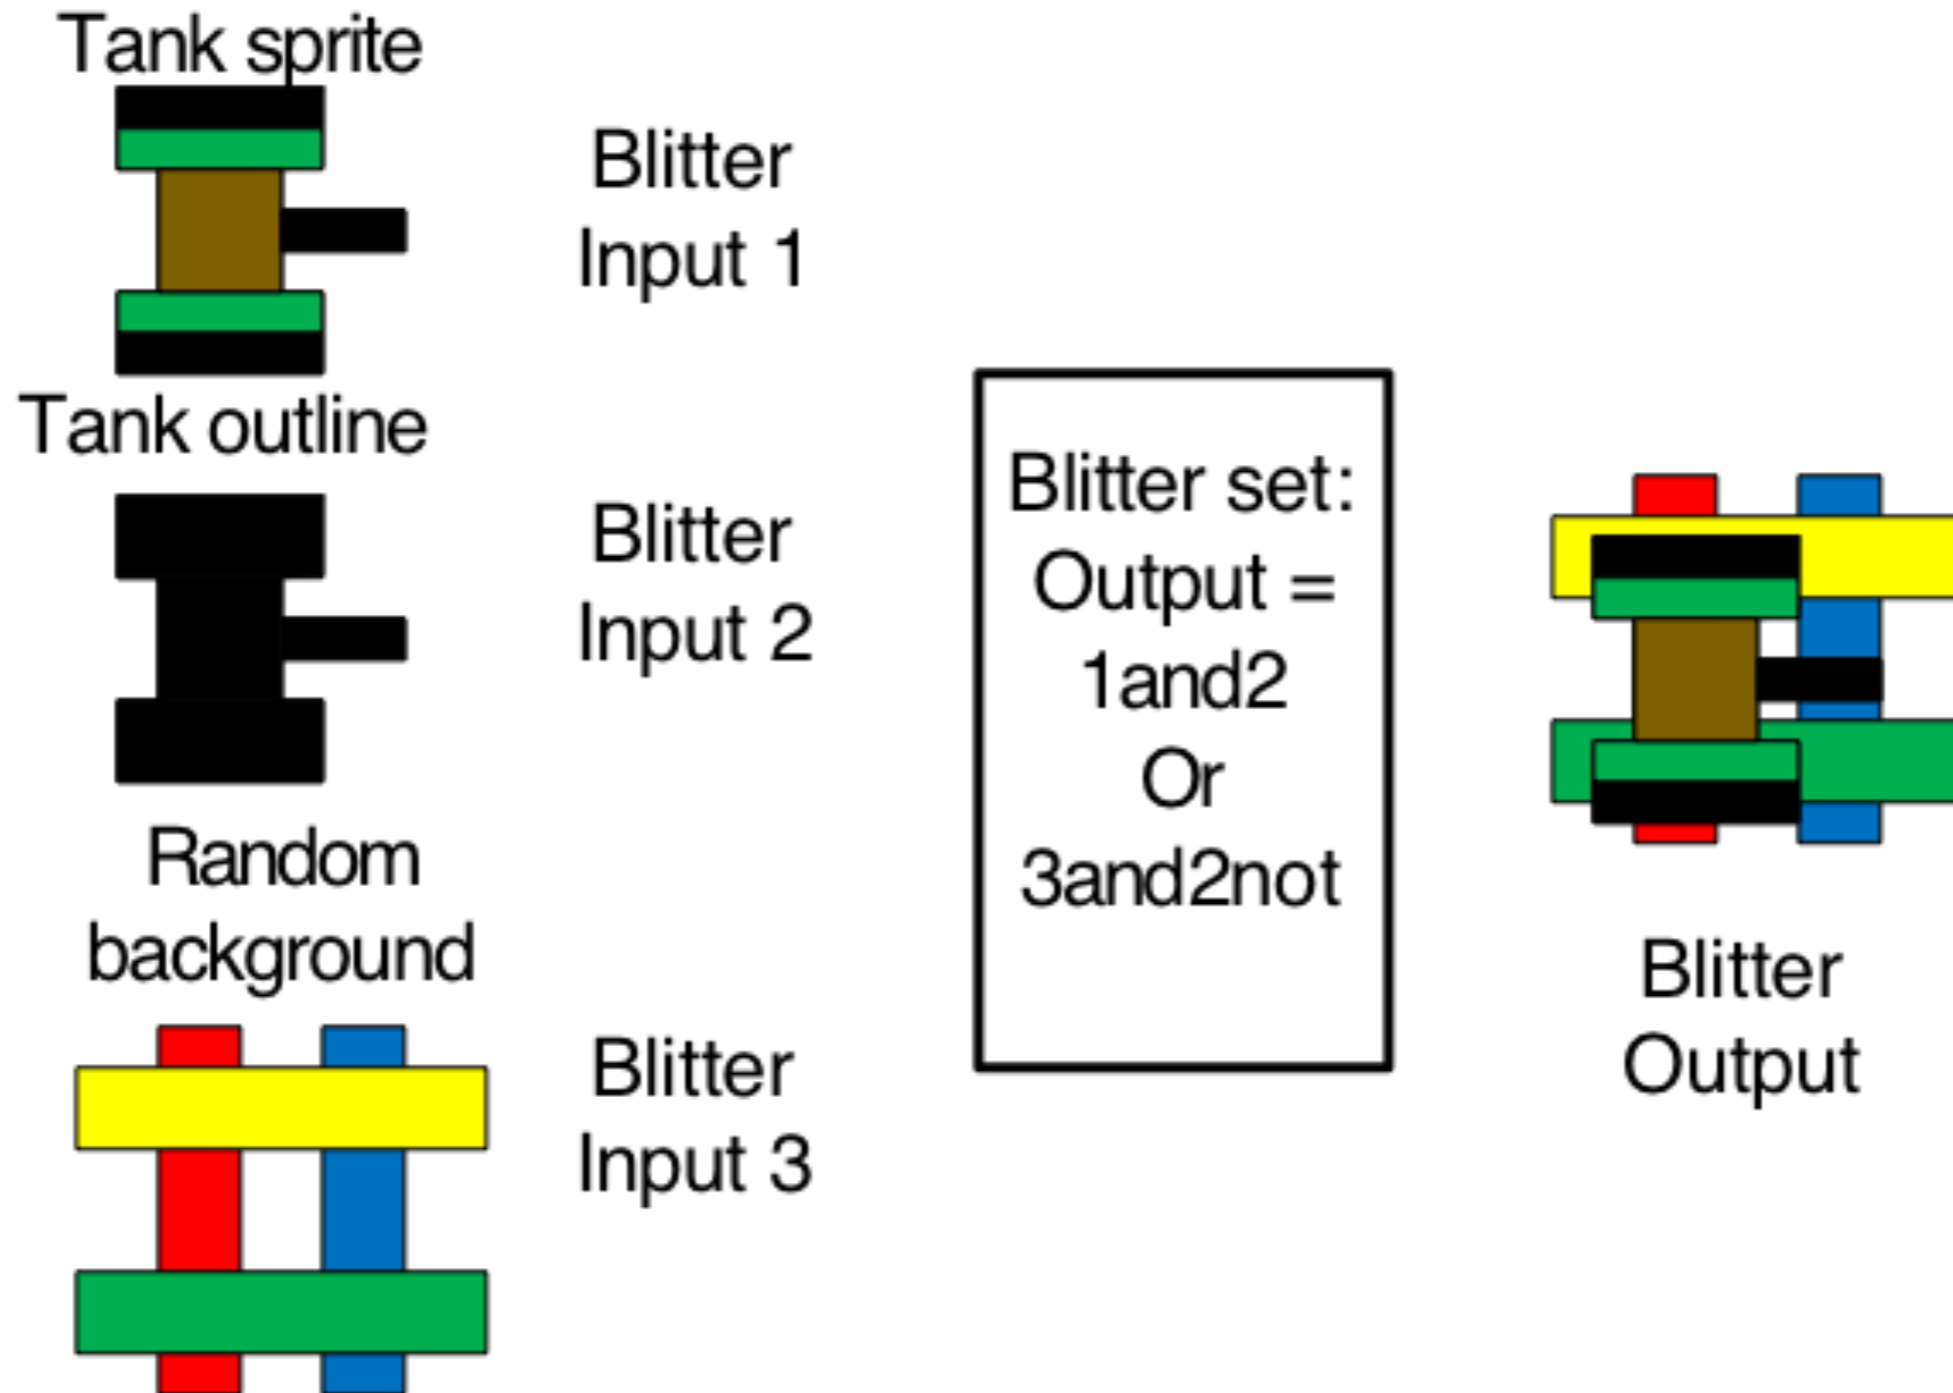 Tank sprite
Blitter
Input 1
Tank outline
Blitter
Input 2
Random
background
Blitter
Input 3
Blitter set:
Output =
1and2
Or
3and2not
Blitter
Output